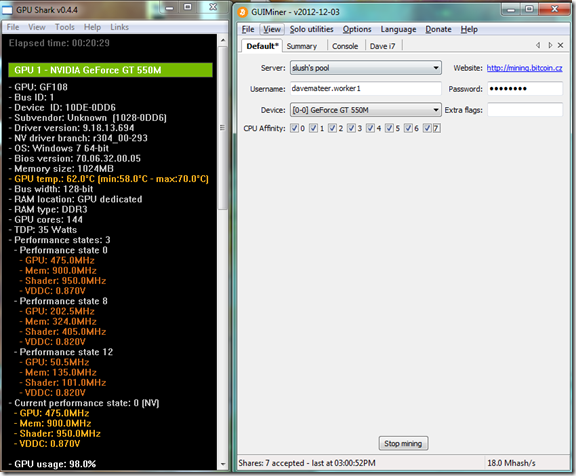 GPU Shark v0.4.4
File View Tools Help Links
Elapsed time: 00:20:29
GPU 1 - NVIDIA GeForce GT 550M
- GPU: GF108
- Bus ID: 1
- Device ID: 10DE-0DD6
- Subvendor: Unknown [1028-0DD6]
- Driver version: 9.18.13.694
- NV driver branch: r304_00-293
- OS: Windows 7 64-bit
- Bios version: 70.06.32.00.05
- Memory size: 1024MB
- GPU temp.: 62.0°C (min:58.0°C - max:70.0°C)
- Bus width: 128-bit
- RAM location: GPU dedicated
- RAM type: DDR3
- GPU cores: 144
- TDP: 35 Watts
- Performance states: 3
- Performance state 0
- GPU: 475.0MHz
- Mem: 900.0MHz
- Shader: 950.0MHz
- VDDC: 0.870V
- Performance state 8
- GPU: 202.5MHz
- Mem: 324.0MHz
- Shader: 405.0MHz
- VDDC: 0.820V
- Performance state 12
- GPU: 50.5MHz
- Mem: 135.0MHz
- Shader: 101.0MHz
- VDDC: 0.820V
- Current performance state: 0 [NV]
- GPU: 475.0MHz
- Mem: 900.0MHz
- Shader: 950.0MHz
- VDDC: 0.870V
- GPU usage: 98.0%
GUIMiner - v2012-12-03
File View Solo utilities Options Language Donate Help
Default* Summary Console Dave i7
Server: slush's pool Website: http://mining.bitcoin.cz
Username: davemateer.worker1 Password: ●●●●●●●●
Device: [0-0] GeForce GT 550M Extra flags:
CPU Affinity: 0 1 2 3 4 5 6 7
Stop mining
Shares: 7 accepted - last at 03:00:52PM 18.0 Mhash/s